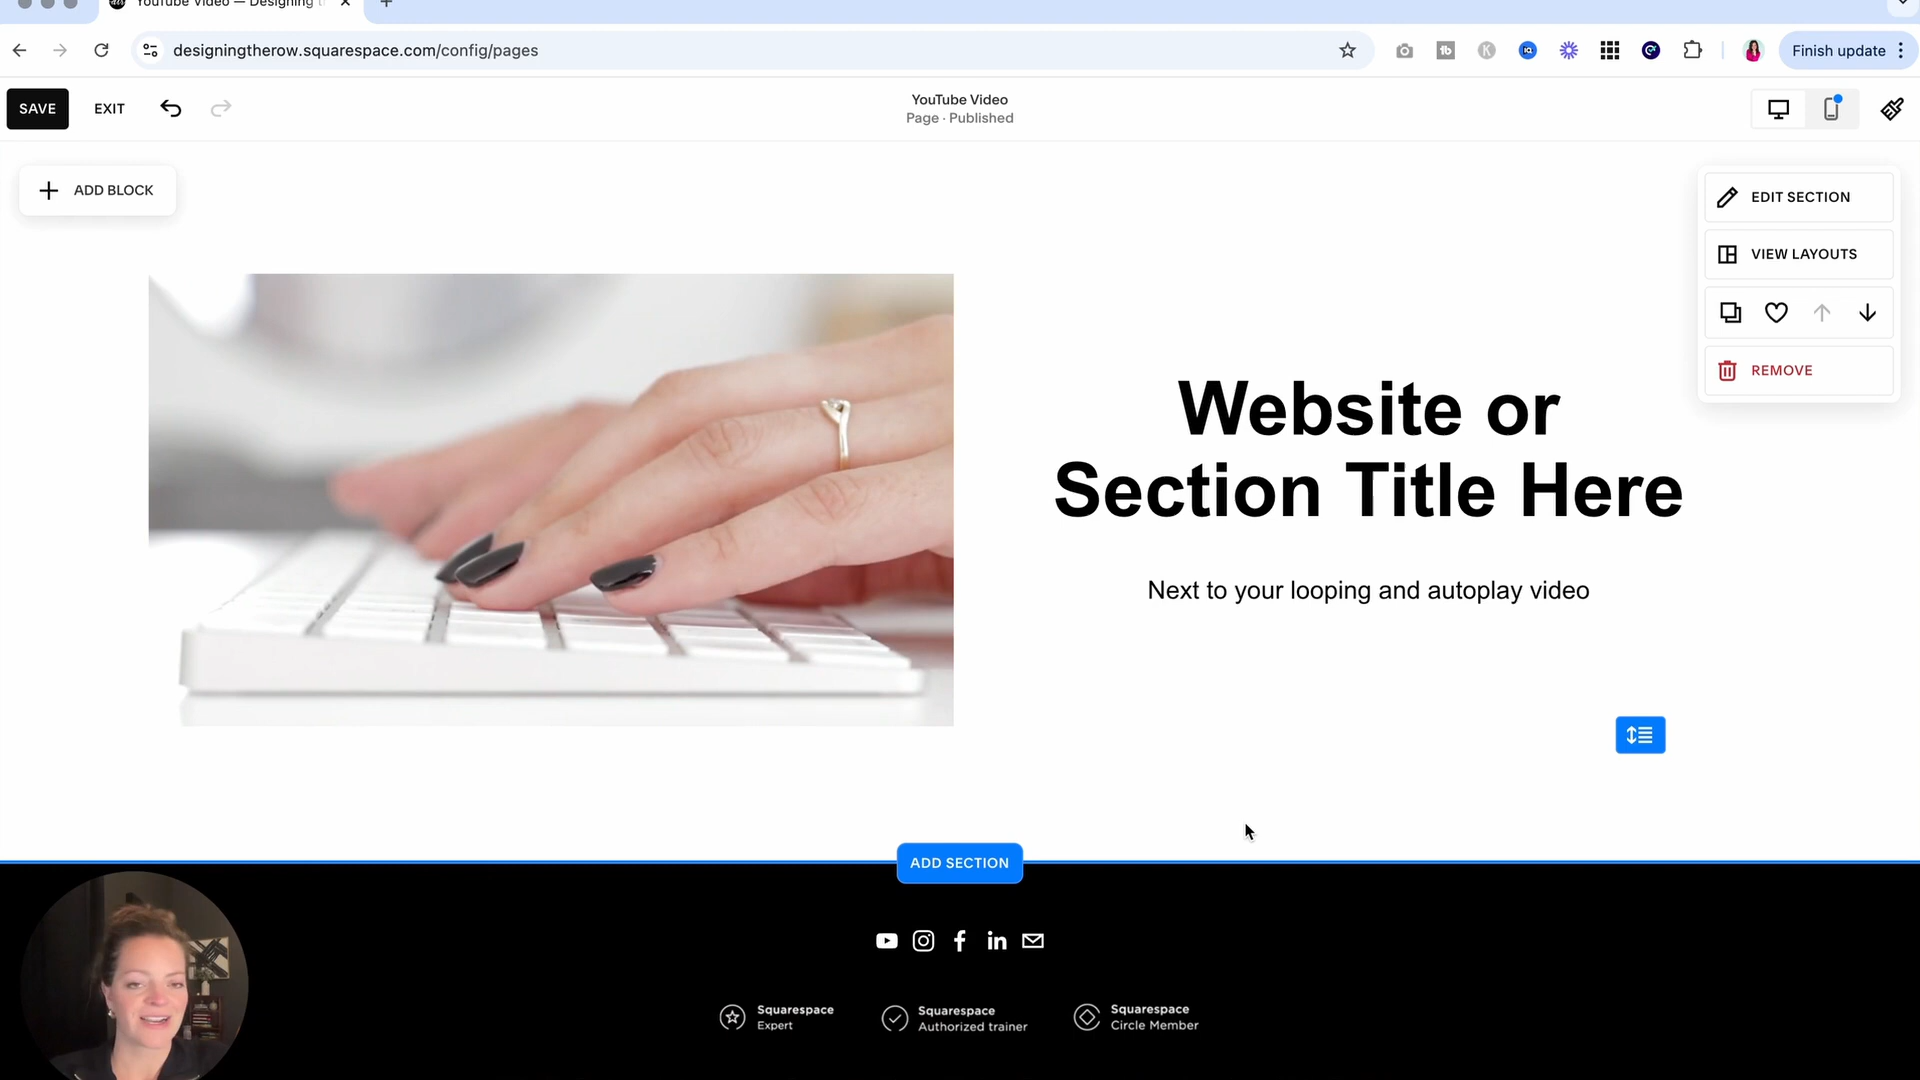 YouTube Video — Designing t
designingtherow.squarespace.com/config/pages
Finish update
SAVE
EXIT
YouTube Video
Page · Published
ADD BLOCK
EDIT SECTION
VIEW LAYOUTS
REMOVE
Website or
Section Title Here
Next to your looping and autoplay video
ADD SECTION
Squarespace
Expert
Squarespace
Authorized trainer
Squarespace
Circle Member